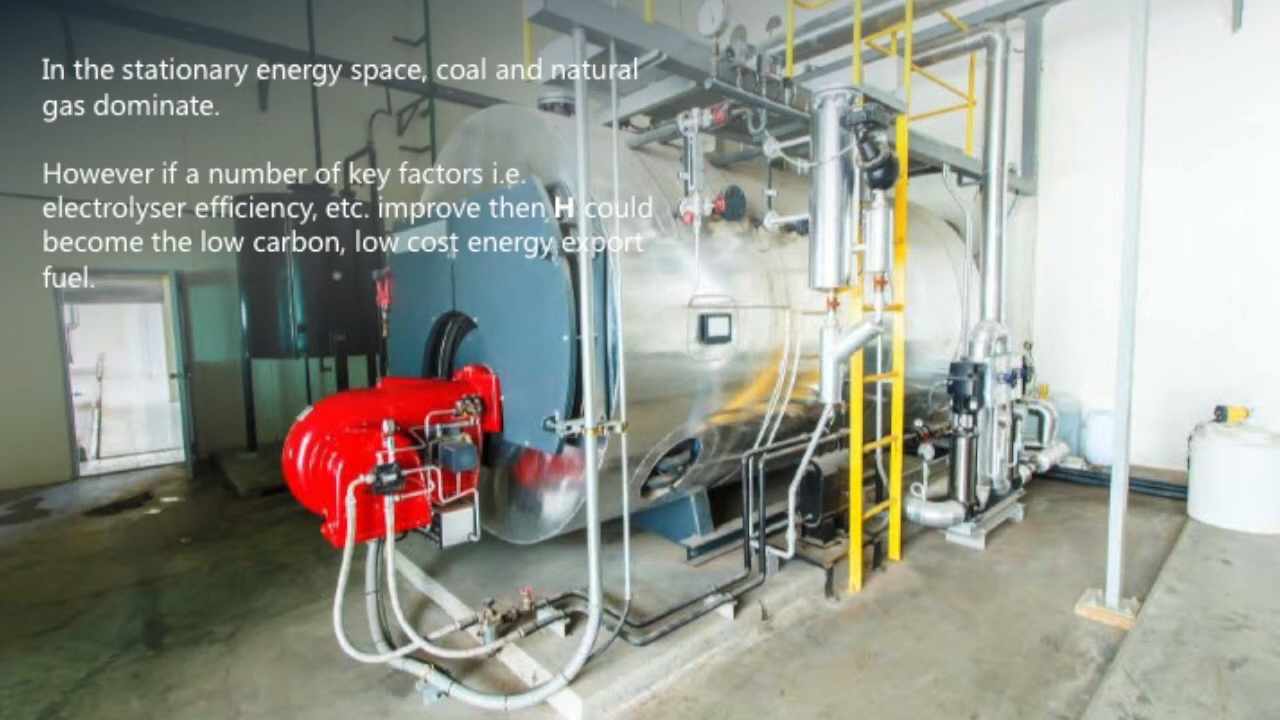 In the stationary energy space, coal and natural
gas dominate.
However if a number of key factors i.e.
electrolyser efficiency, etc. improve then H could
become the low carbon, low cost energy export
fuel.